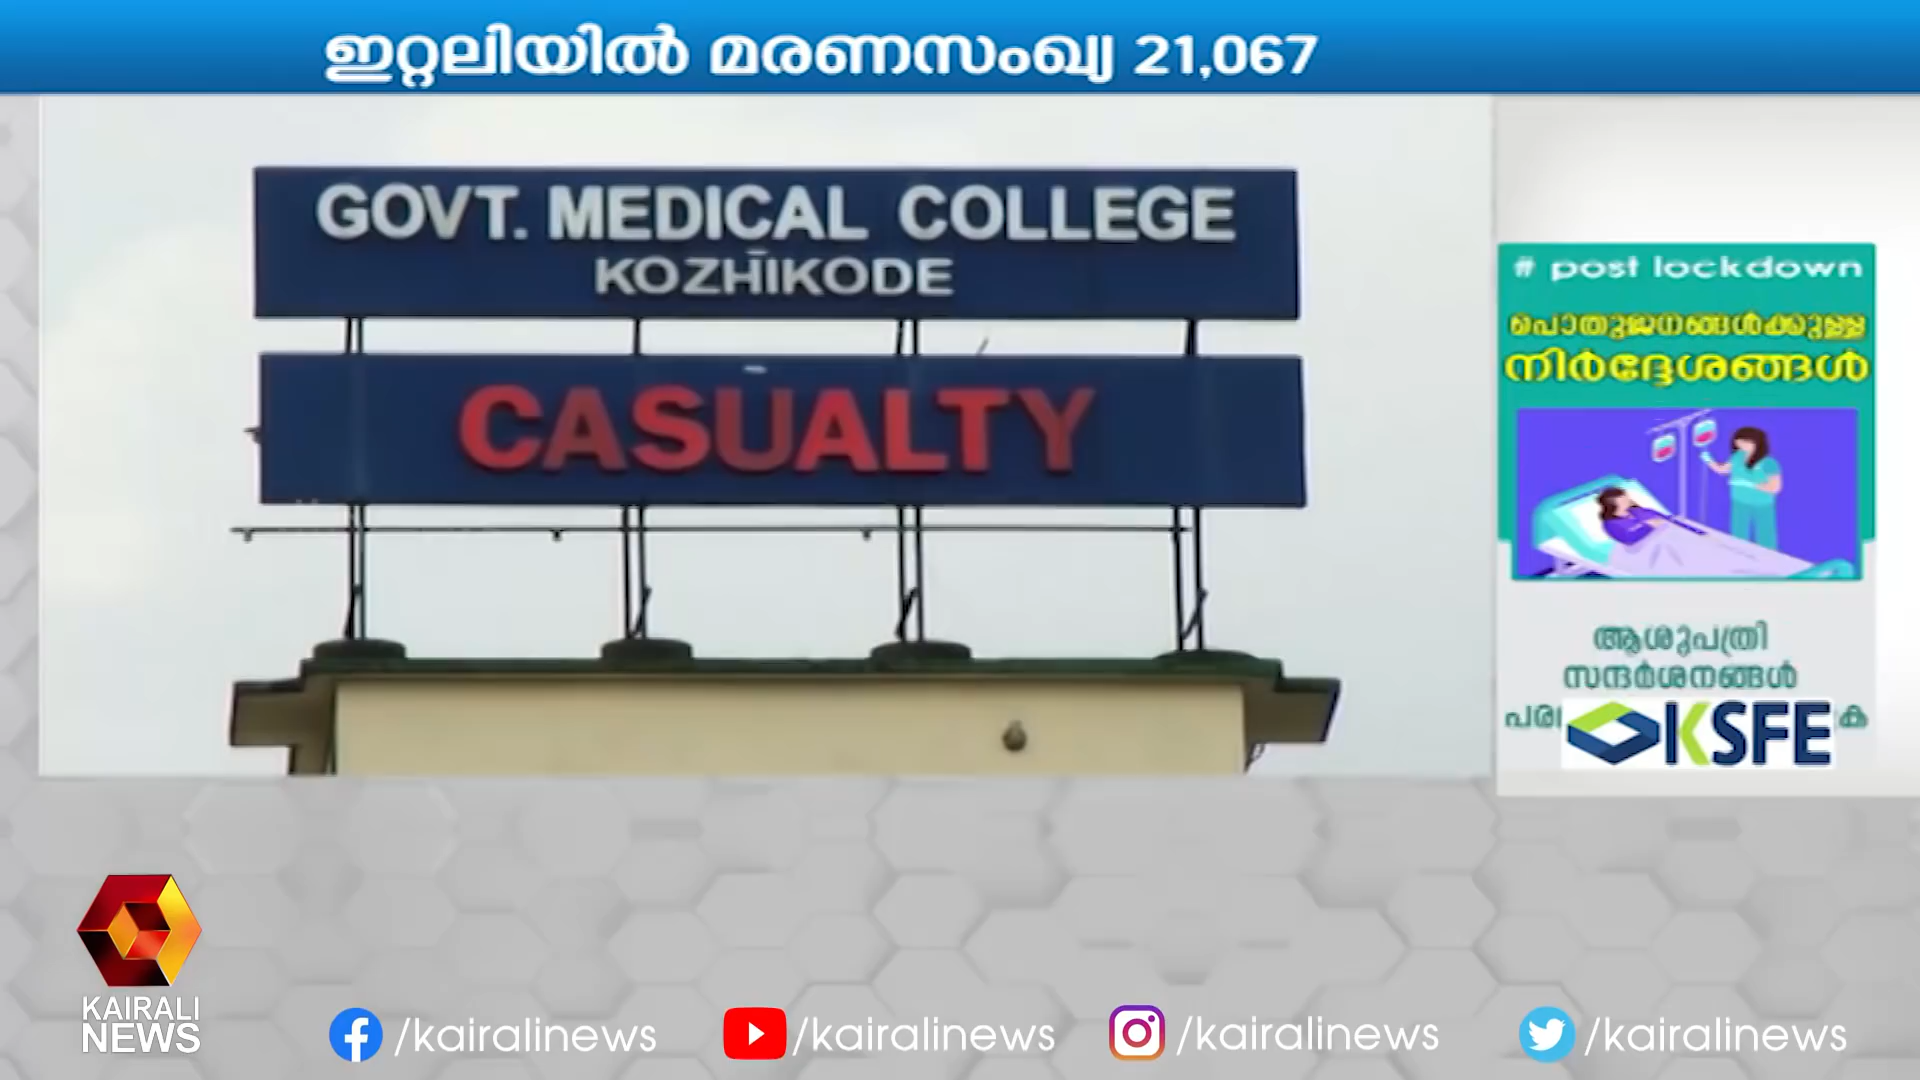 ഇറ്റലിയിൽ മരണസംഖ്യ 21,067
GOVT. MEDICAL COLLEGE
KOZHIKODE
CASUALTY
# post lockdown
പൊതുജനങ്ങൾക്കുള്ള
നിർദ്ദേശങ്ങൾ
ആശുപത്രി
സന്ദർശനങ്ങൾ
KSFE
KAIRALI
NEWS
/kairalinews
/kairalinews
/kairalinews
/kairalinews